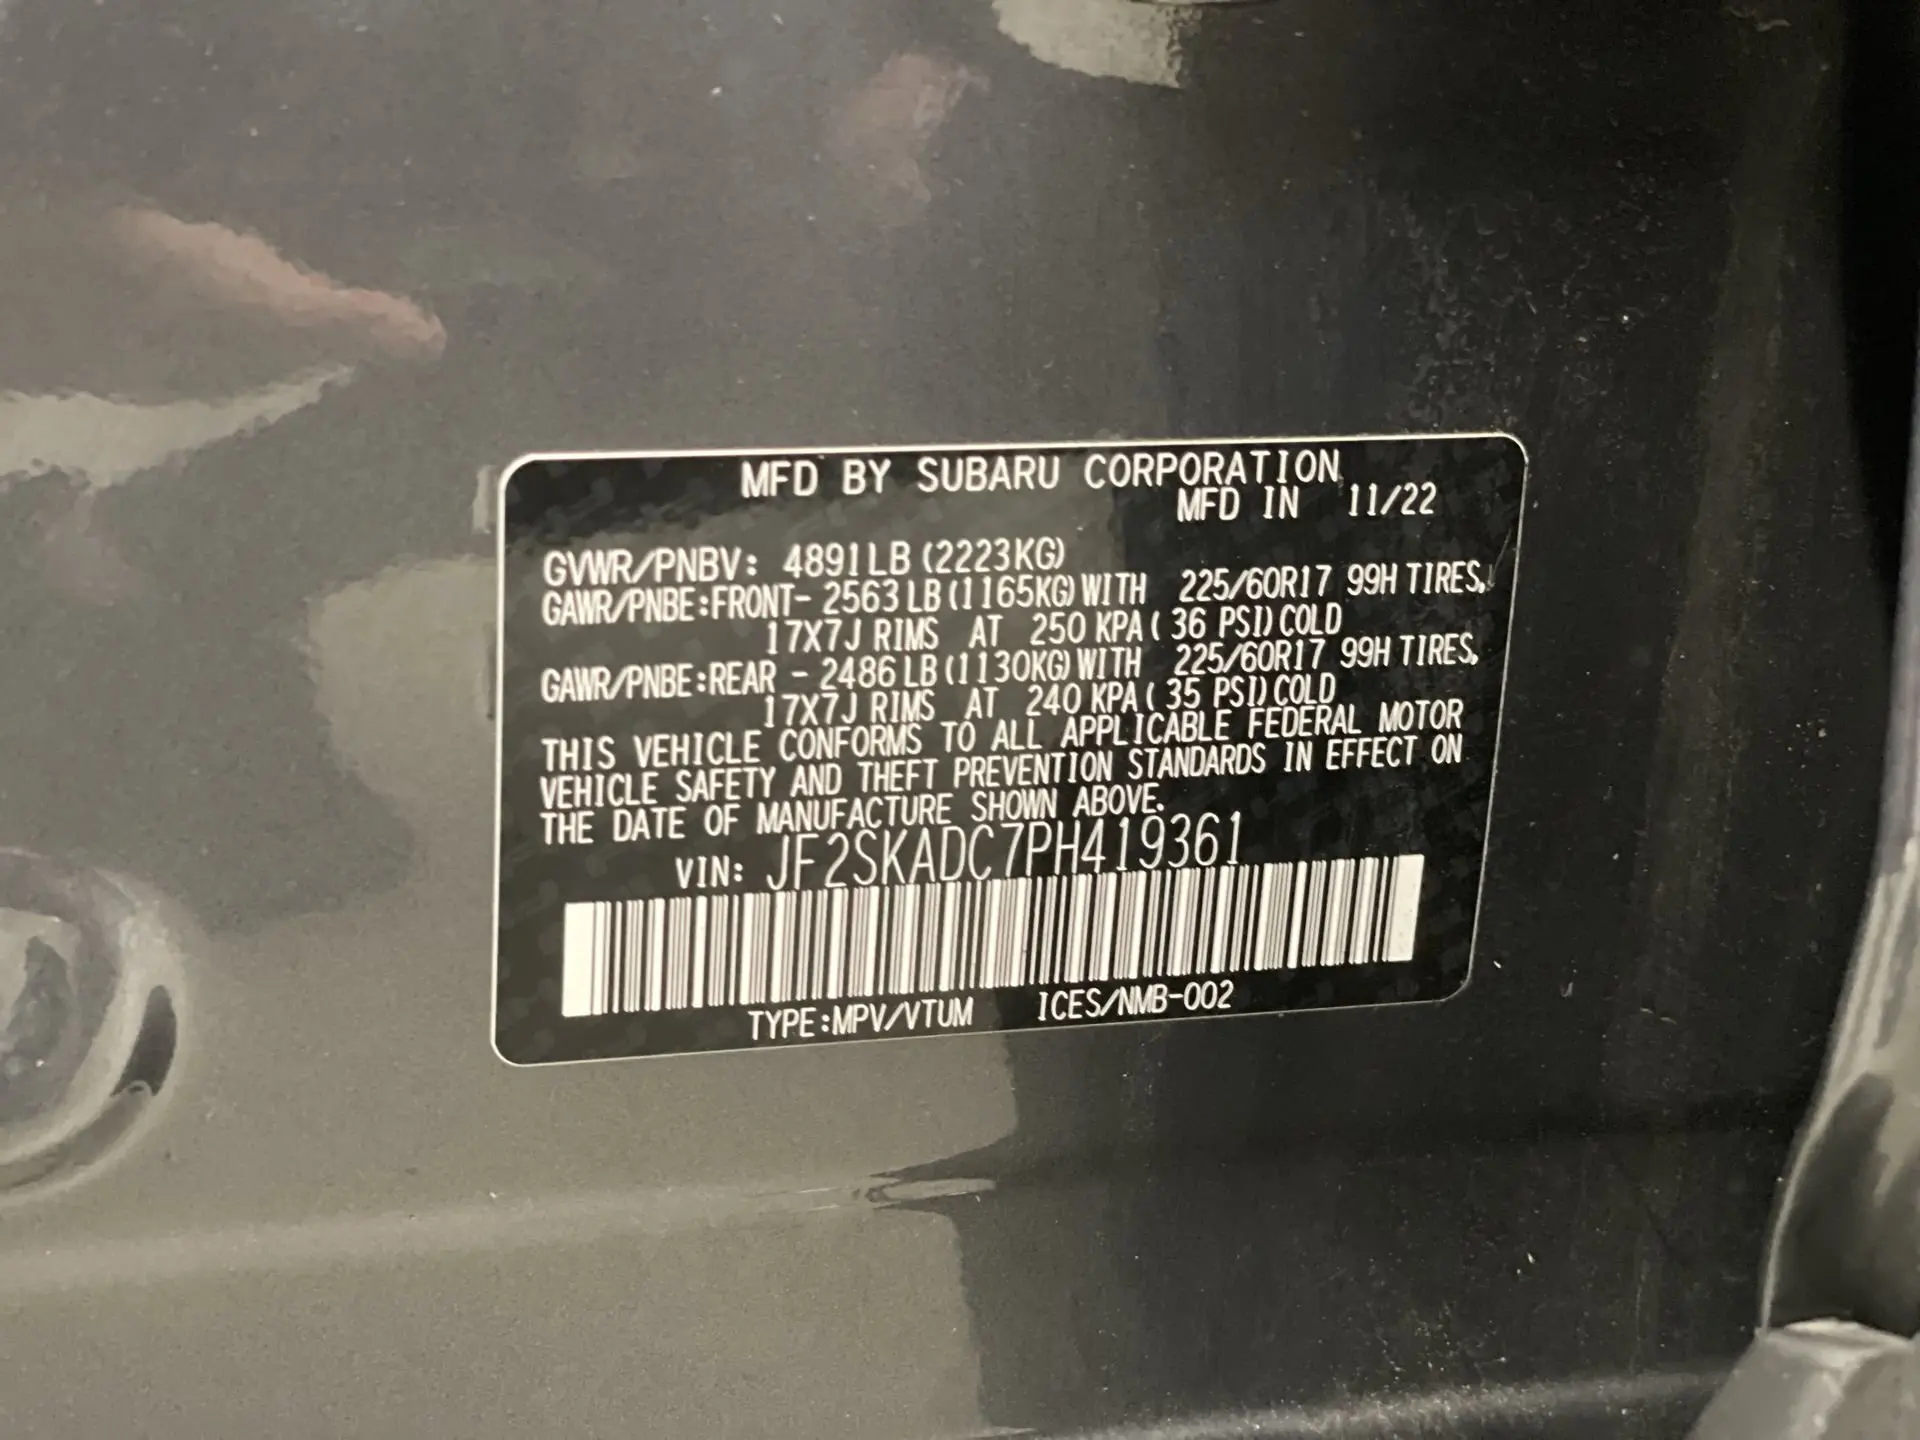 MFD BY SUBARU CORPORATION
MFD IN 11/22
GVWR/PNBV: 4891LB (2223KG)
GAWR/PNBE:FRONT- 2563LB (1165KG)WITH 225/60R17 99H TIRES,
17X7J RIMS AT 250 KPA( 36 PSI)COLD
GAWR/PNBE:REAR - 2486LB (1130KG)WITH 225/60R17 99H TIRES,
17X7J RIMS AT 240 KPA( 35 PSI)COLD
THIS VEHICLE CONFORMS TO ALL APPLICABLE FEDERAL MOTOR
VEHICLE SAFETY AND THEFT PREVENTION STANDARDS IN EFFECT ON
THE DATE OF MANUFACTURE SHOWN ABOVE.
VIN: JF2SKADC7PH419361
TYPE:MPV/VTUM ICES/NMB-002